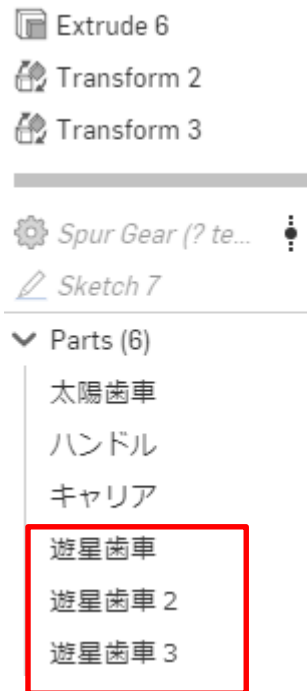 Extrude 6
Transform 2
Transform 3
Spur Gear (? te...
Sketch 7
Parts (6)
太陽歯車
ハンドル
キャリア
遊星歯車
遊星歯車 2
遊星歯車 3